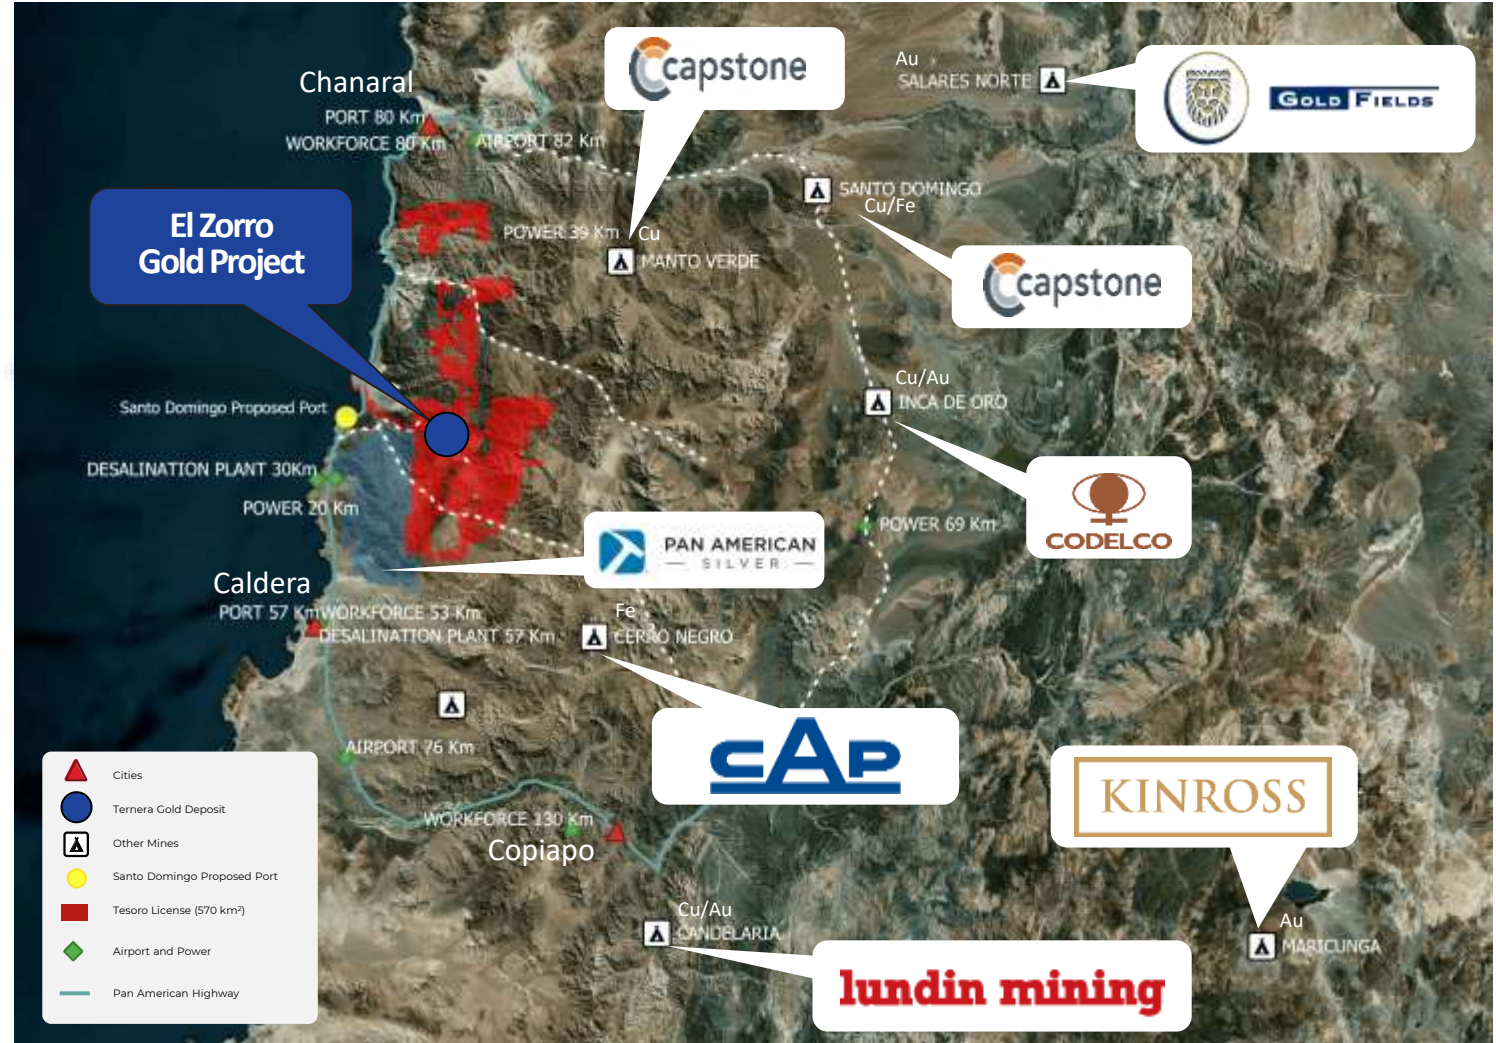 capstone
Au
SALARES NORTE
GOLD FIELDS
Chanaral
PORT 80 Km
WORKFORCE 80 Km
AIRPORT 82 Km
SANTO DOMINGO
Cu/Fe
El Zorro
Gold Project
POWER 39 Km
Cu
MANTO VERDE
capstone
Cu/Au
INCA DE ORO
Santo Domingo Proposed Port
DESALINATION PLANT 30Km
POWER 20 Km
CODELCO
POWER 69 Km
PAN AMERICAN
SILVER
Caldera
PORT 57 Km
WORKFORCE 53 Km
DESALINATION PLANT 57 Km
Fe
CERRO NEGRO
CAP
AIRPORT 76 Km
KINROSS
WORKFORCE 130 Km
Copiapo
Cu/Au
CANDELARIA
Au
MARICUNGA
lundin mining
Cities
Ternera Gold Deposit
Other Mines
Santo Domingo Proposed Port
Tesoro License (570 km²)
Airport and Power
Pan American Highway